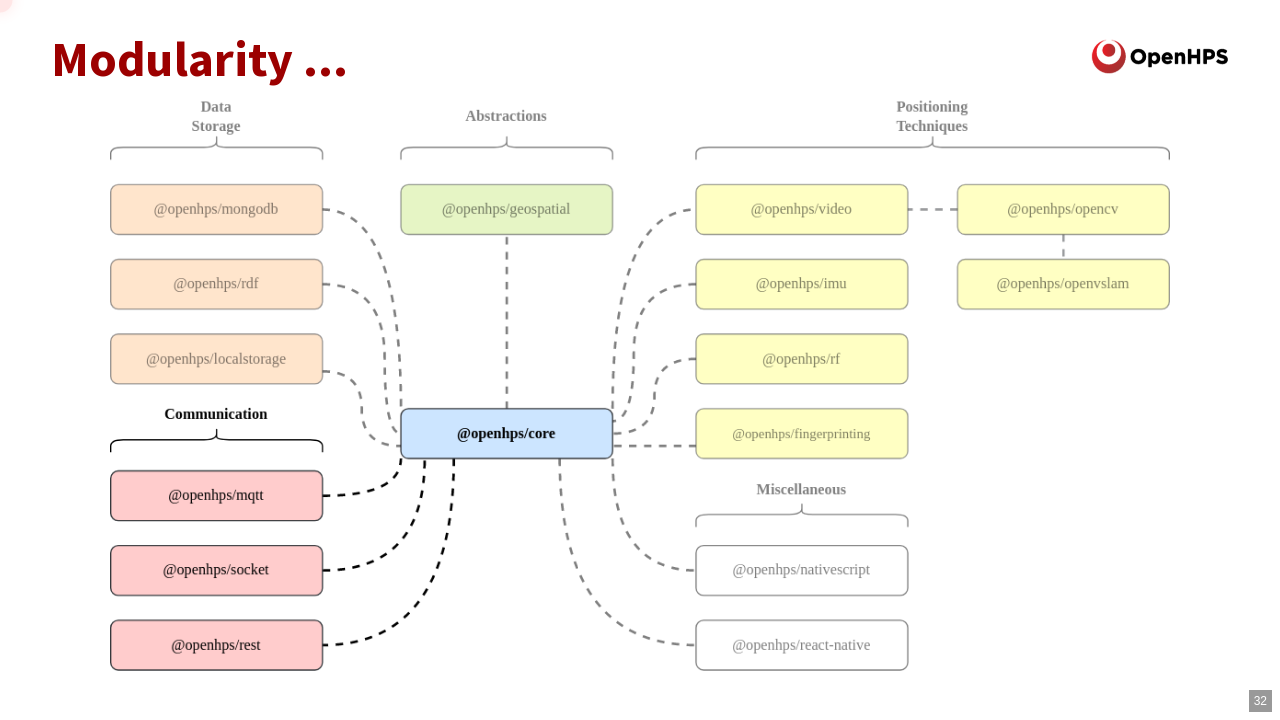 Modularity ...
OpenHPS
Data
Storage
@openhps/mongodb
@openhps/rdf
@openhps/localstorage
Communication
@openhps/mqtt
@openhps/socket
@openhps/rest
Abstractions
@openhps/geospatial
@openhps/core
Positioning
Techniques
@openhps/video
@openhps/opencv
@openhps/imu
@openhps/openvslam
@openhps/rf
@openhps/fingerprinting
Miscellaneous
@openhps/nativescript
@openhps/react-native
32